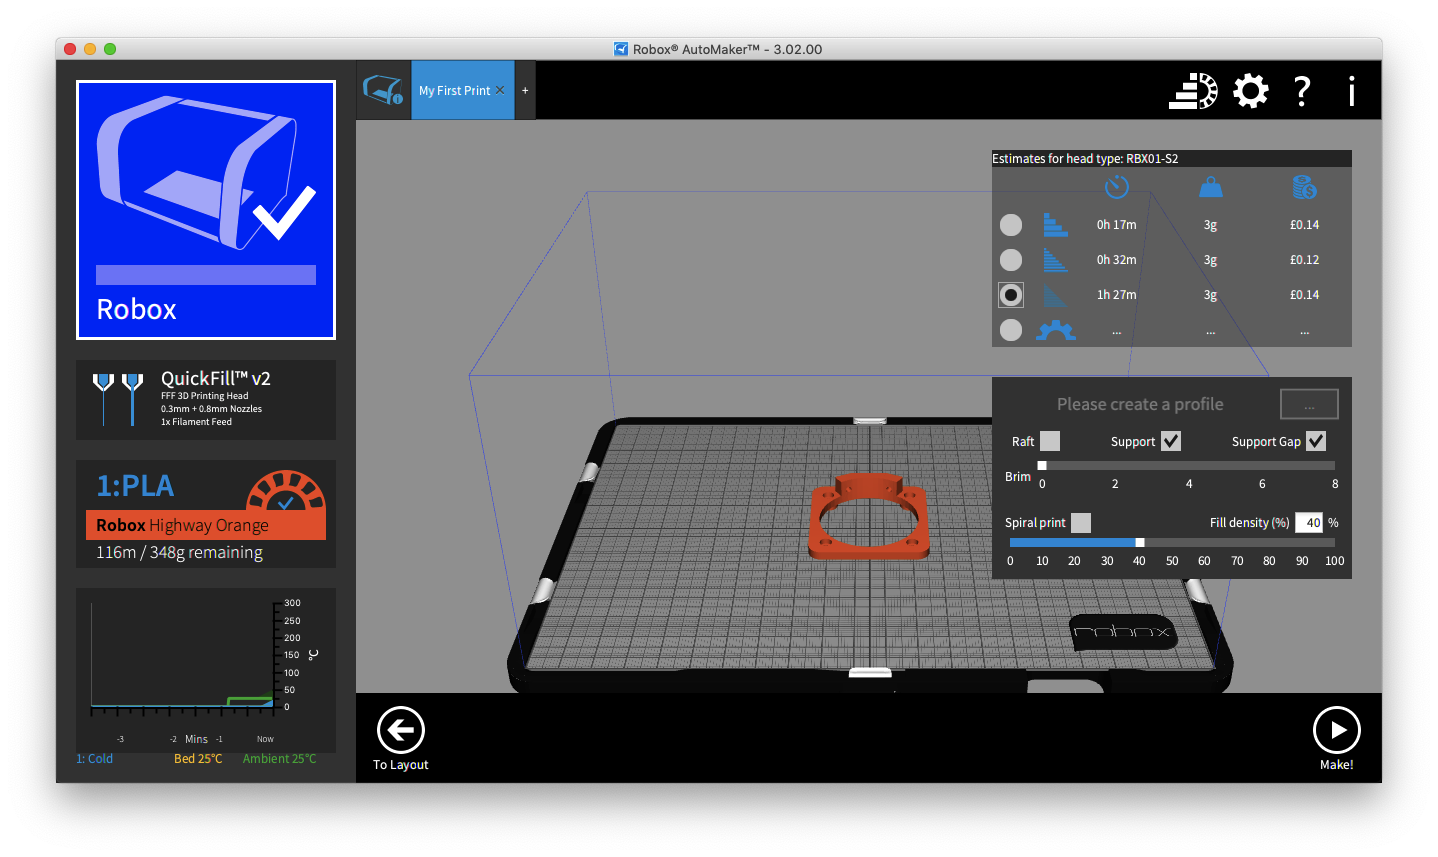 Robox® AutoMaker™ - 3.02.00
My First Print
+
?
i
Robox
QuickFill™ v2
FFF 3D Printing Head
0.3mm + 0.8mm Nozzles
1x Filament Feed
1:PLA
Robox Highway Orange
116m / 348g remaining
300
250
200
150
100
50
0
°C
-3 -2 Mins -1 Now
1: Cold Bed 25°C Ambient 25°C
Estimates for head type: RBX01-S2
0h 17m 3g £0.14
0h 32m 3g £0.12
1h 27m 3g £0.14
... ... ...
Please create a profile ...
Raft Support Support Gap
Brim
0 2 4 6 8
Spiral print Fill density (%) 40 %
0 10 20 30 40 50 60 70 80 90 100
robox
To Layout
Make!